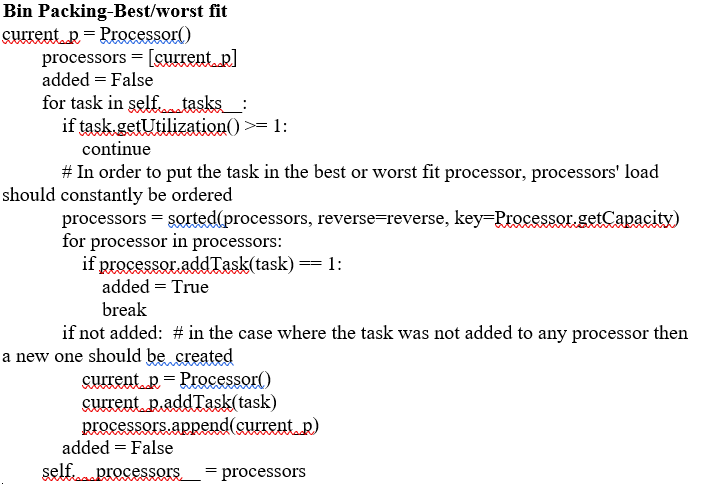 Bin Packing-Best/worst fit
current_p = Processor()
processors = [current_p]
added = False
for task in self.__tasks__:
if task.getUtilization() >= 1:
continue
# In order to put the task in the best or worst fit processor, processors' load
should constantly be ordered
processors = sorted(processors, reverse=reverse, key=Processor.getCapacity)
for processor in processors:
if processor.addTask(task) == 1:
added = True
break
if not added:  # in the case where the task was not added to any processor then
a new one should be  created
current_p = Processor()
current_p.addTask(task)
processors.append(current_p)
added = False
self.__processors__ = processors